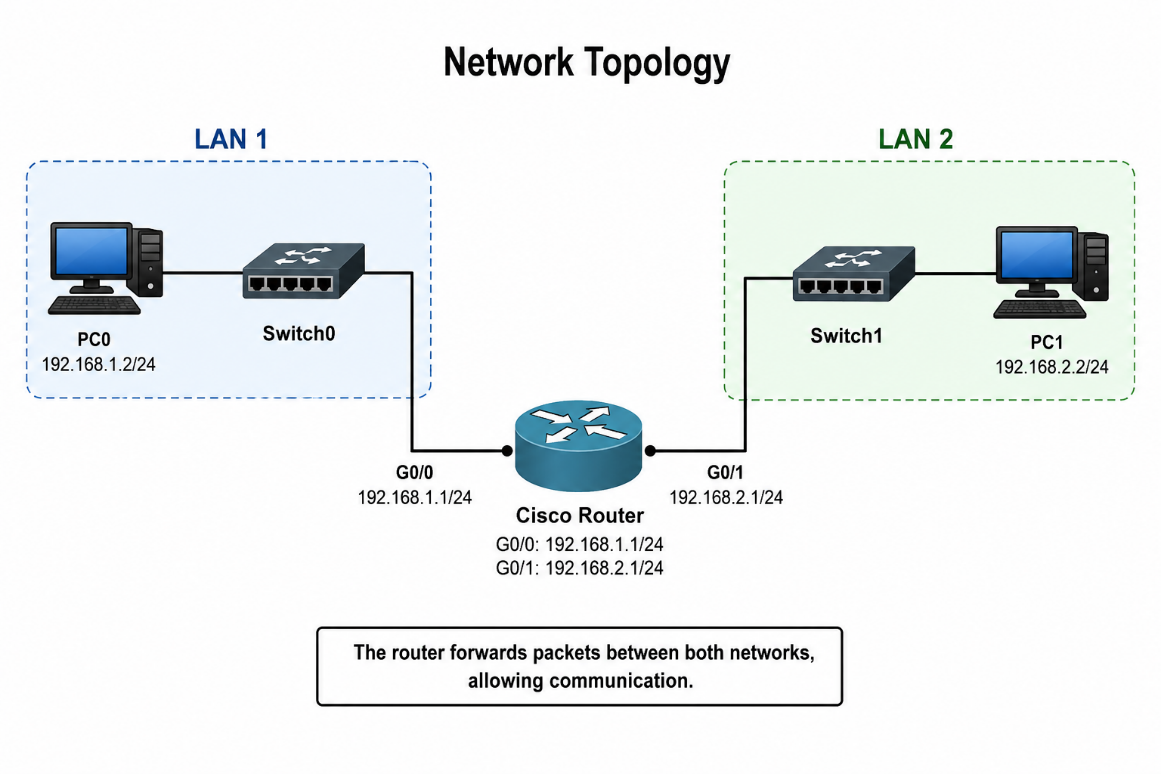 Network Topology
LAN 1
LAN 2
PC0
192.168.1.2/24
Switch0
Switch1
PC1
192.168.2.2/24
G0/0
192.168.1.1/24
G0/1
192.168.2.1/24
Cisco Router
G0/0: 192.168.1.1/24
G0/1: 192.168.2.1/24
The router forwards packets between both networks,
allowing communication.